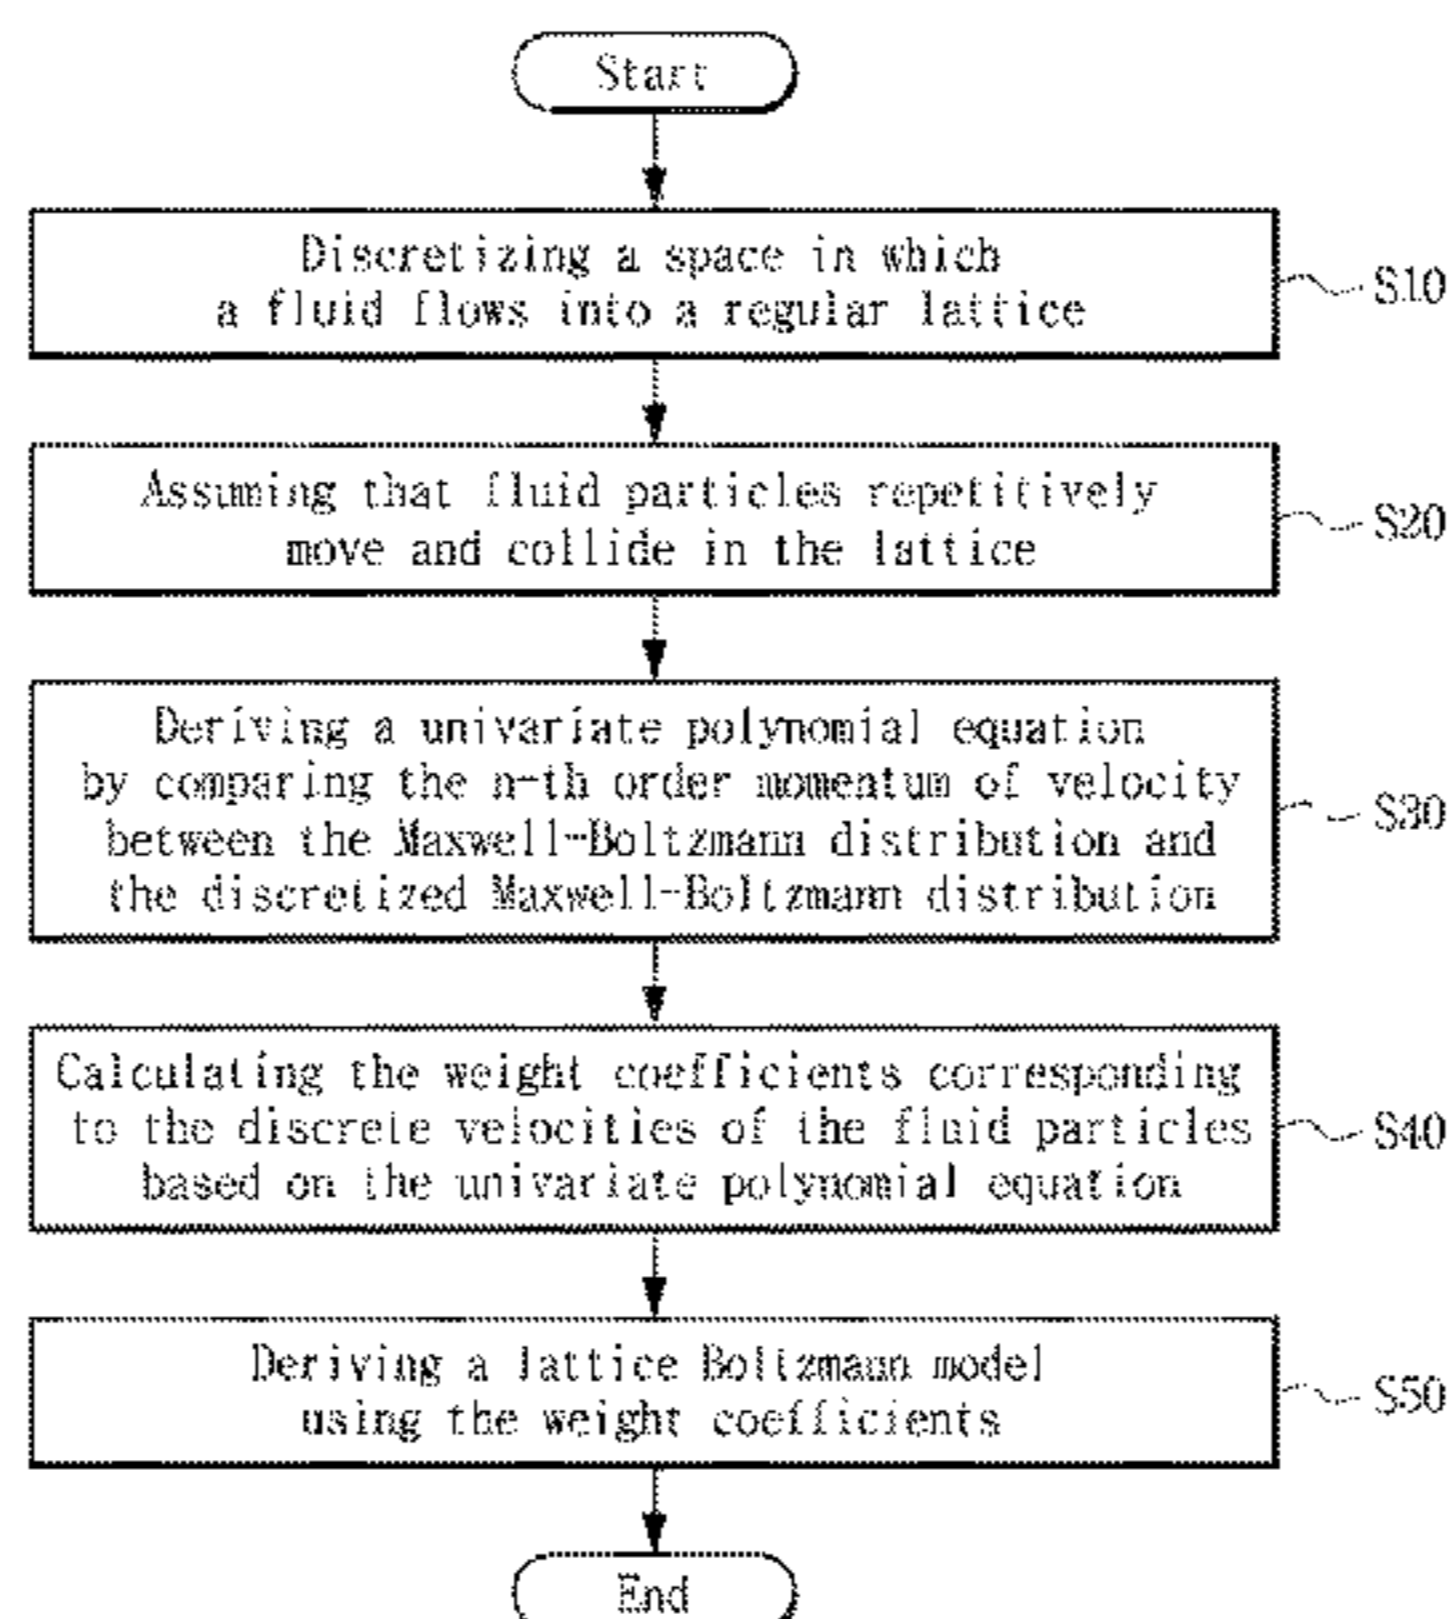 Start
Discretizing a space in which
a fluid flows into a regular lattice
S10
Assuming that fluid particles repetitively
move and collide in the lattice
S20
Deriving a univariate polynomial equation
by comparing the n-th order momentum of velocity
between the Maxwell-Boltzmann distribution and
the discretized Maxwell-Boltzmann distribution
S30
Calculating the weight coefficients corresponding
to the discrete velocities of the fluid particles
based on the univariate polynomial equation
S40
Deriving a lattice Boltzmann model
using the weight coefficients
S50
End